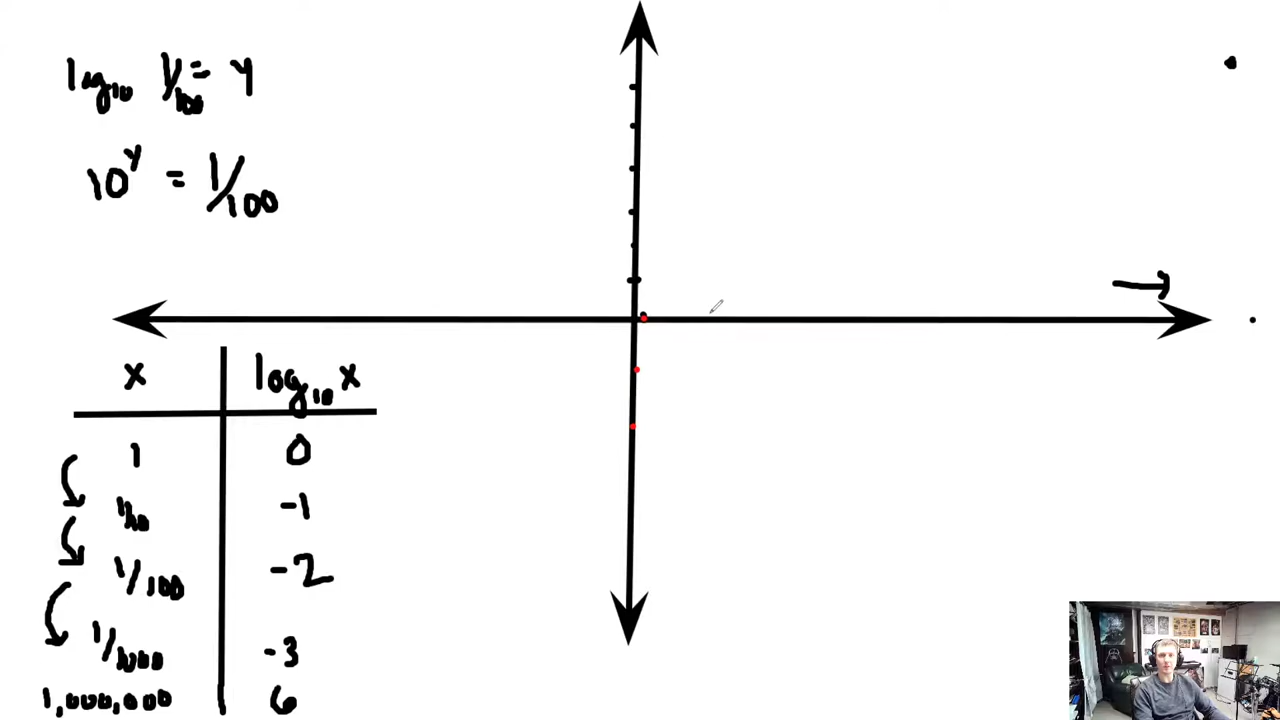 log₁₀ 1/100 = y
10^y = 1/100
x log₁₀ x
1 0
1/10 -1
1/100 -2
1/1000 -3
1,000,000 6